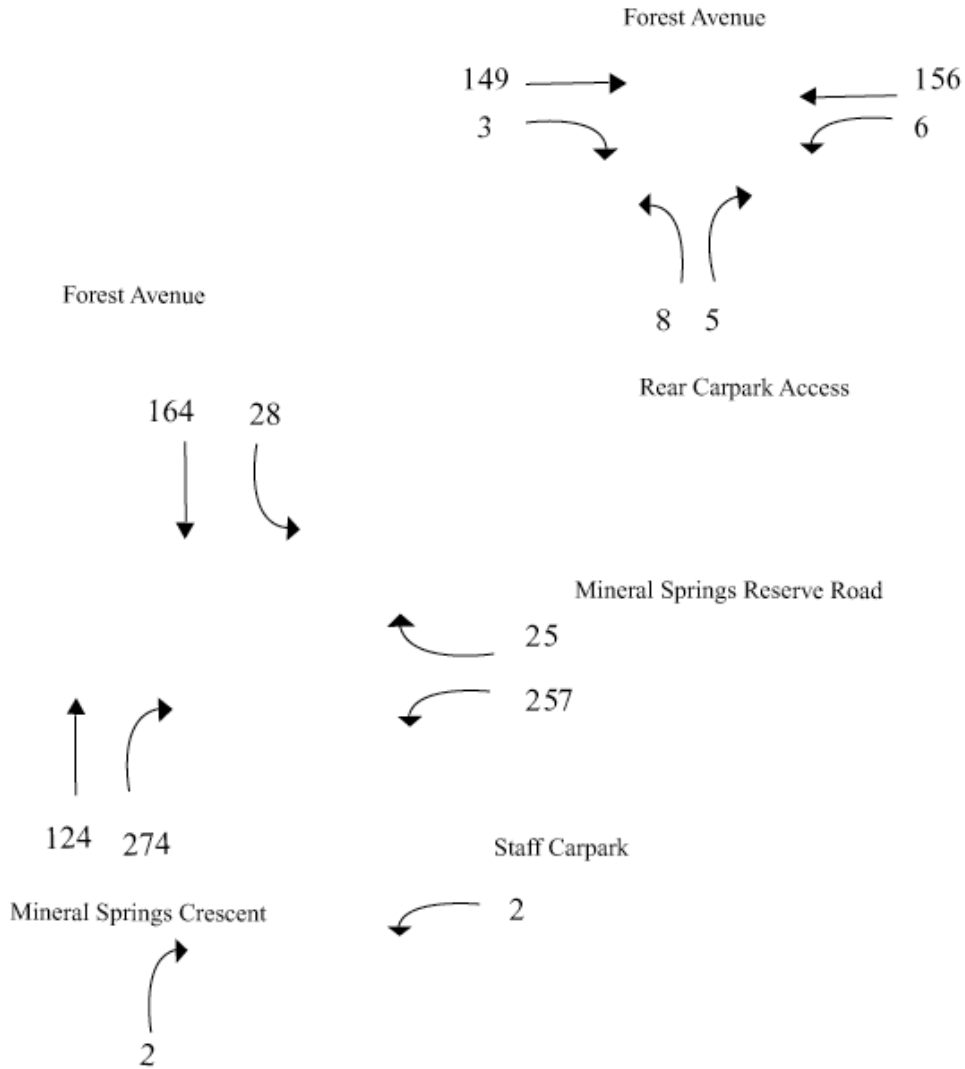 Forest Avenue
149
156
3
6
8 5
Forest Avenue
Rear Carpark Access
164 28
Mineral Springs Reserve Road
25
257
124 274
Staff Carpark
Mineral Springs Crescent
2
2